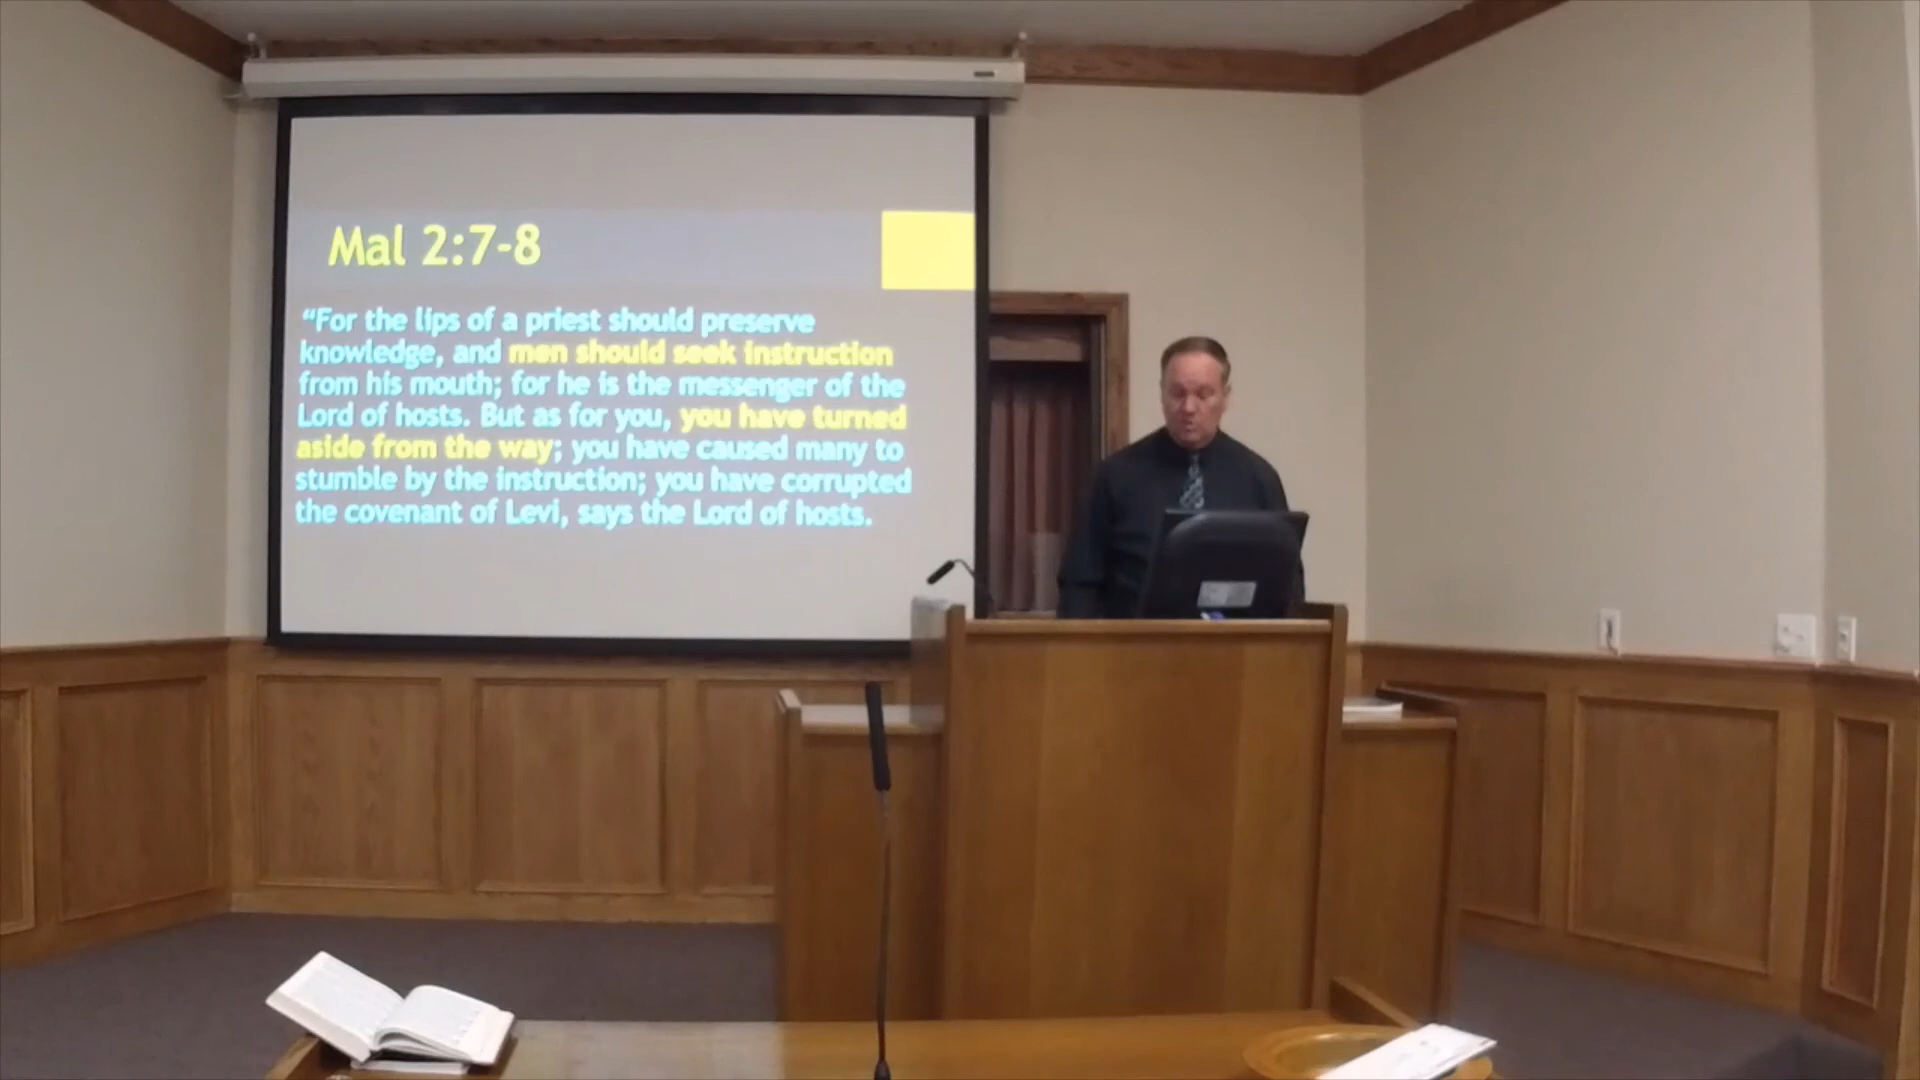 Mal 2:7-8
“For the lips of a priest should preserve
knowledge, and men should seek instruction
from his mouth; for he is the messenger of the
Lord of hosts. But as for you, you have turned
aside from the way; you have caused many to
stumble by the instruction; you have corrupted
the covenant of Levi, says the Lord of hosts.